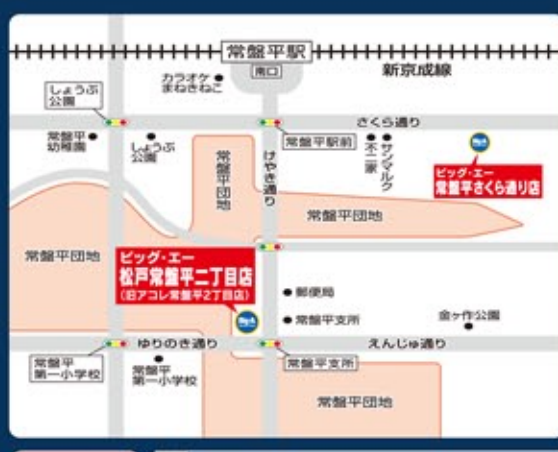 常盤平駅
南口
新京成線
カラオケ
まねきねこ
しょうぶ
公園
さくら通り
常盤平駅前
常盤平
幼稚園
しょうぶ
公園
常盤平団地
けやき通り
不二家
サンマルク
ビッグ・エー
常盤平さくら通り店
常盤平団地
常盤平団地
ビッグ・エー
松戸常盤平二丁目店
(旧アコレ常盤平2丁目店)
郵便局
常盤平支所
金ヶ作公園
ゆりのき通り
えんじゅ通り
常盤平
第一小学校
常盤平
第一小学校
常盤平支所
常盤平団地